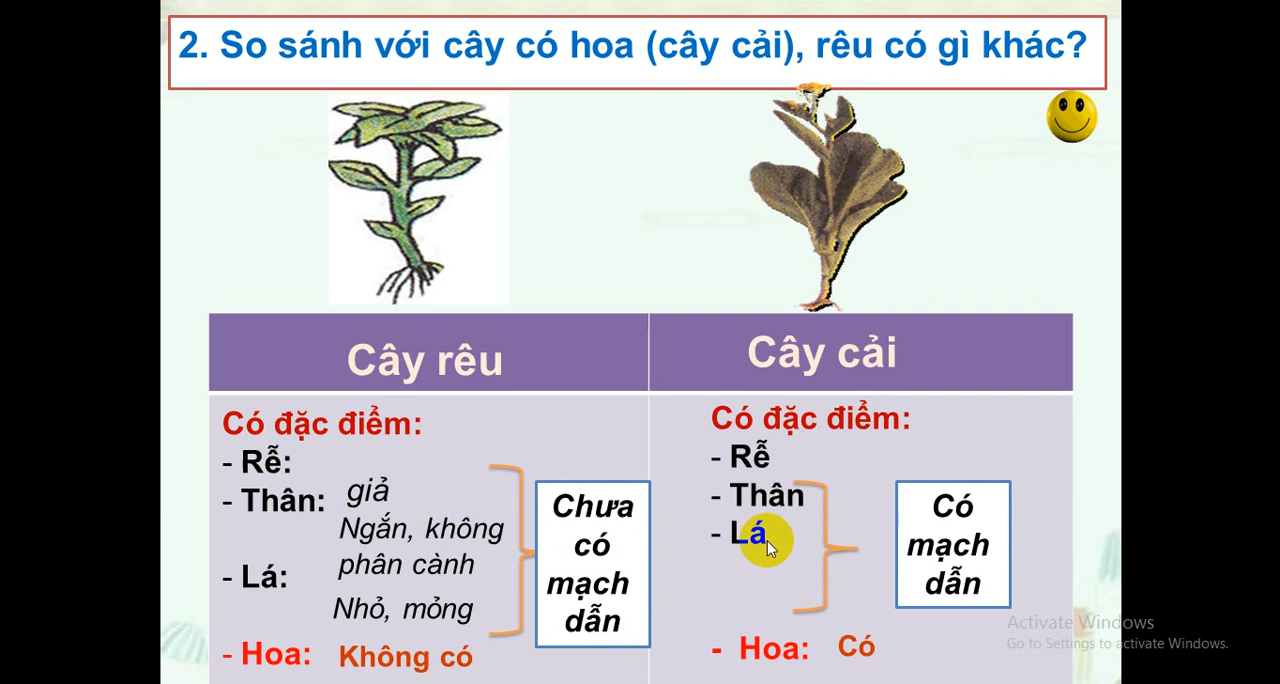 2. So sánh với cây có hoa (cây cải), rêu có gì khác?
Cây rêu
Có đặc điểm:
- Rễ:
giả
- Thân:
Ngắn, không
phân cành
- Lá:
Nhỏ, mỏng
- Hoa: Không có
Chưa
có
mạch
dẫn
Cây cải
Có đặc điểm:
- Rễ
- Thân
- Lá
- Hoa: Có
Có
mạch
dẫn
Activate Windows
Go to Settings to activate Windows.